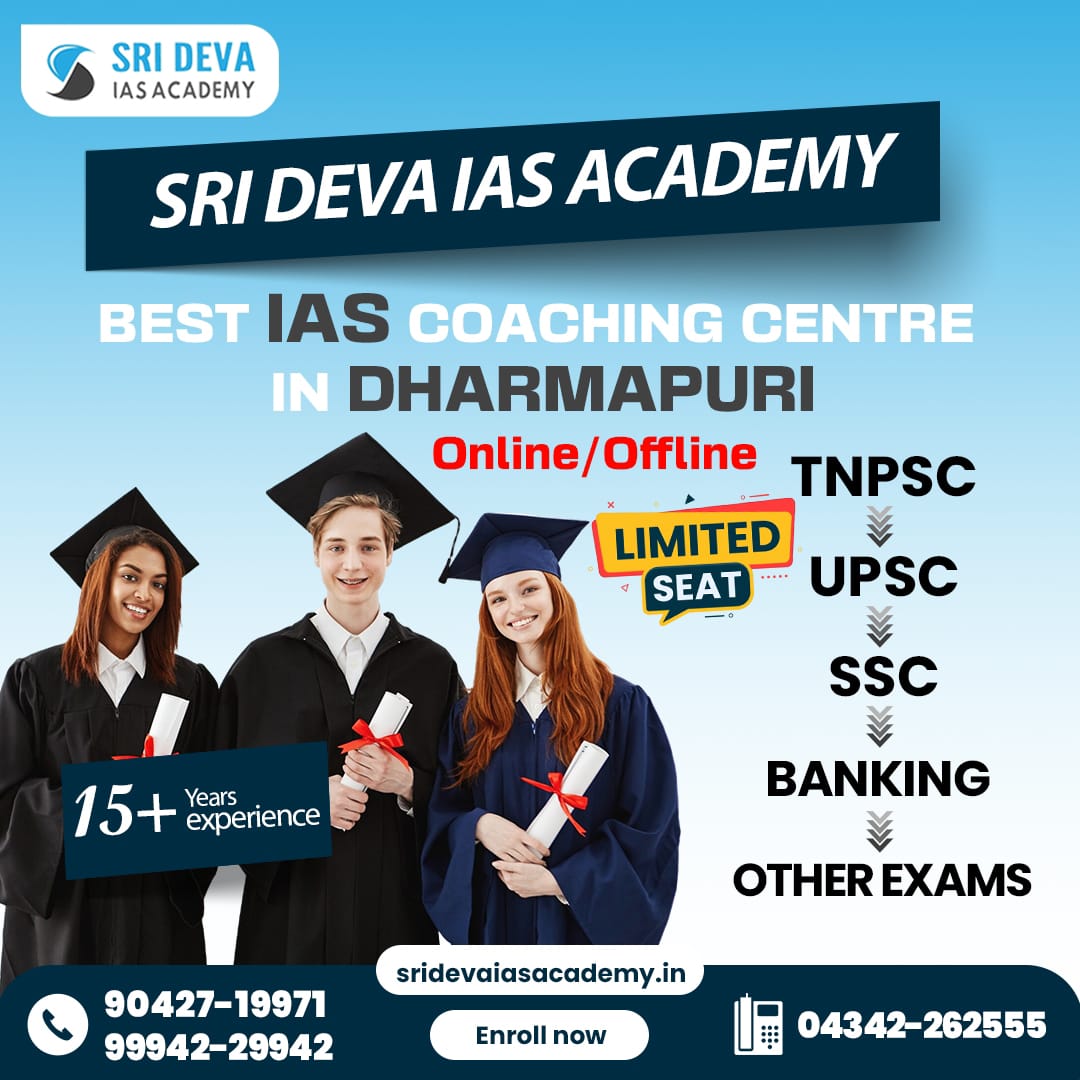 SRI DEVA
IAS ACADEMY
SRI DEVA IAS ACADEMY
BEST IAS COACHING CENTRE
IN DHARMAPURI
Online/Offline
LIMITED
SEAT
TNPSC
UPSC
SSC
BANKING
OTHER EXAMS
15+ Years
experience
sridevaiasacademy.in
90427-19971
99942-29942
Enroll now
04342-262555